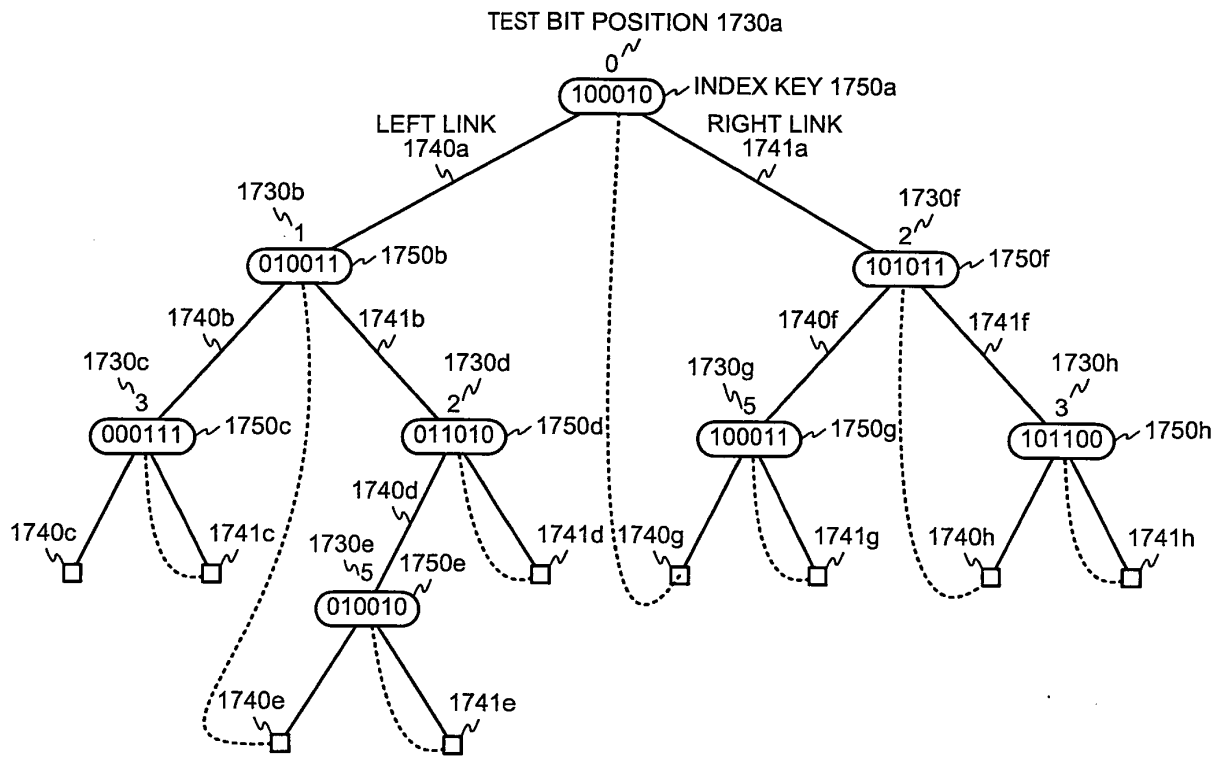 TEST BIT POSITION 1730a
0
100010
INDEX KEY 1750a
LEFT LINK
1740a
RIGHT LINK
1741a
1730b
1
010011
1750b
1730f
2
101011
1750f
1740b
1741b
1740f
1741f
1730c
3
000111
1750c
1730d
2
011010
1750d
1730g
5
100011
1750g
1730h
3
101100
1750h
1740c
1741c
1740d
1741d
1740g
1741g
1740h
1741h
1730e
5
1750e
010010
1740e
1741e